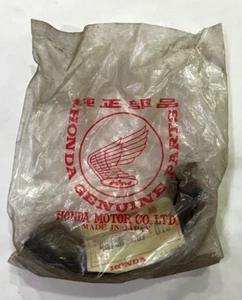 純正部品
HONDA GENUINE PARTS
HONDA MOTOR CO., LTD.
MADE IN JAPAN
HONDA